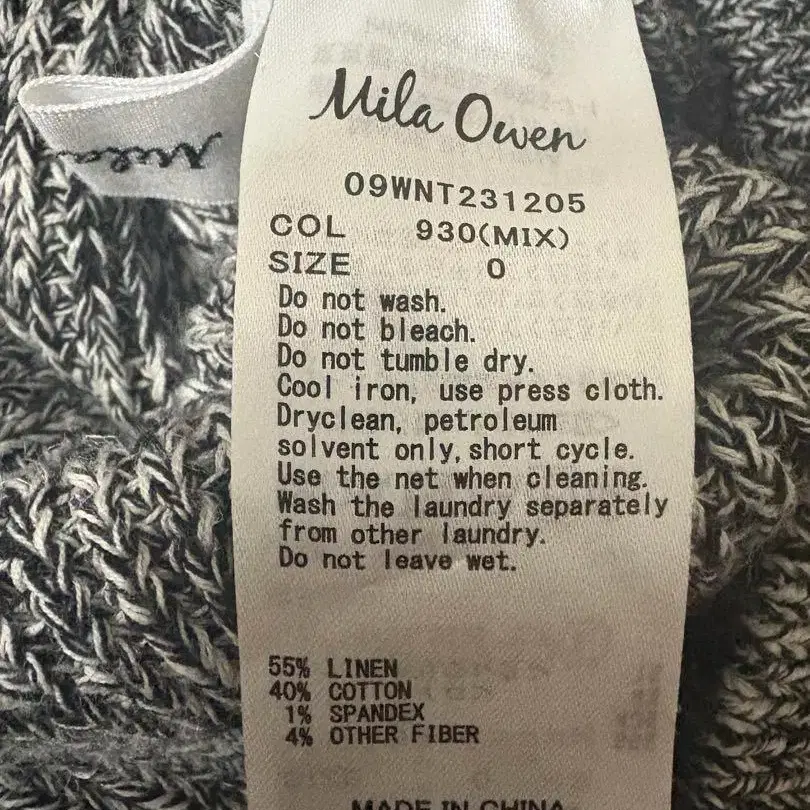 Mila Owen
09WNT231205
COL 930(MIX)
SIZE 0
Do not wash.
Do not bleach.
Do not tumble dry.
Cool iron, use press cloth.
Dryclean, petroleum
solvent only, short cycle.
Use the net when cleaning.
Wash the laundry separately
from other laundry.
Do not leave wet.
55% LINEN
40% COTTON
1% SPANDEX
4% OTHER FIBER
MADE IN CHINA
Mila